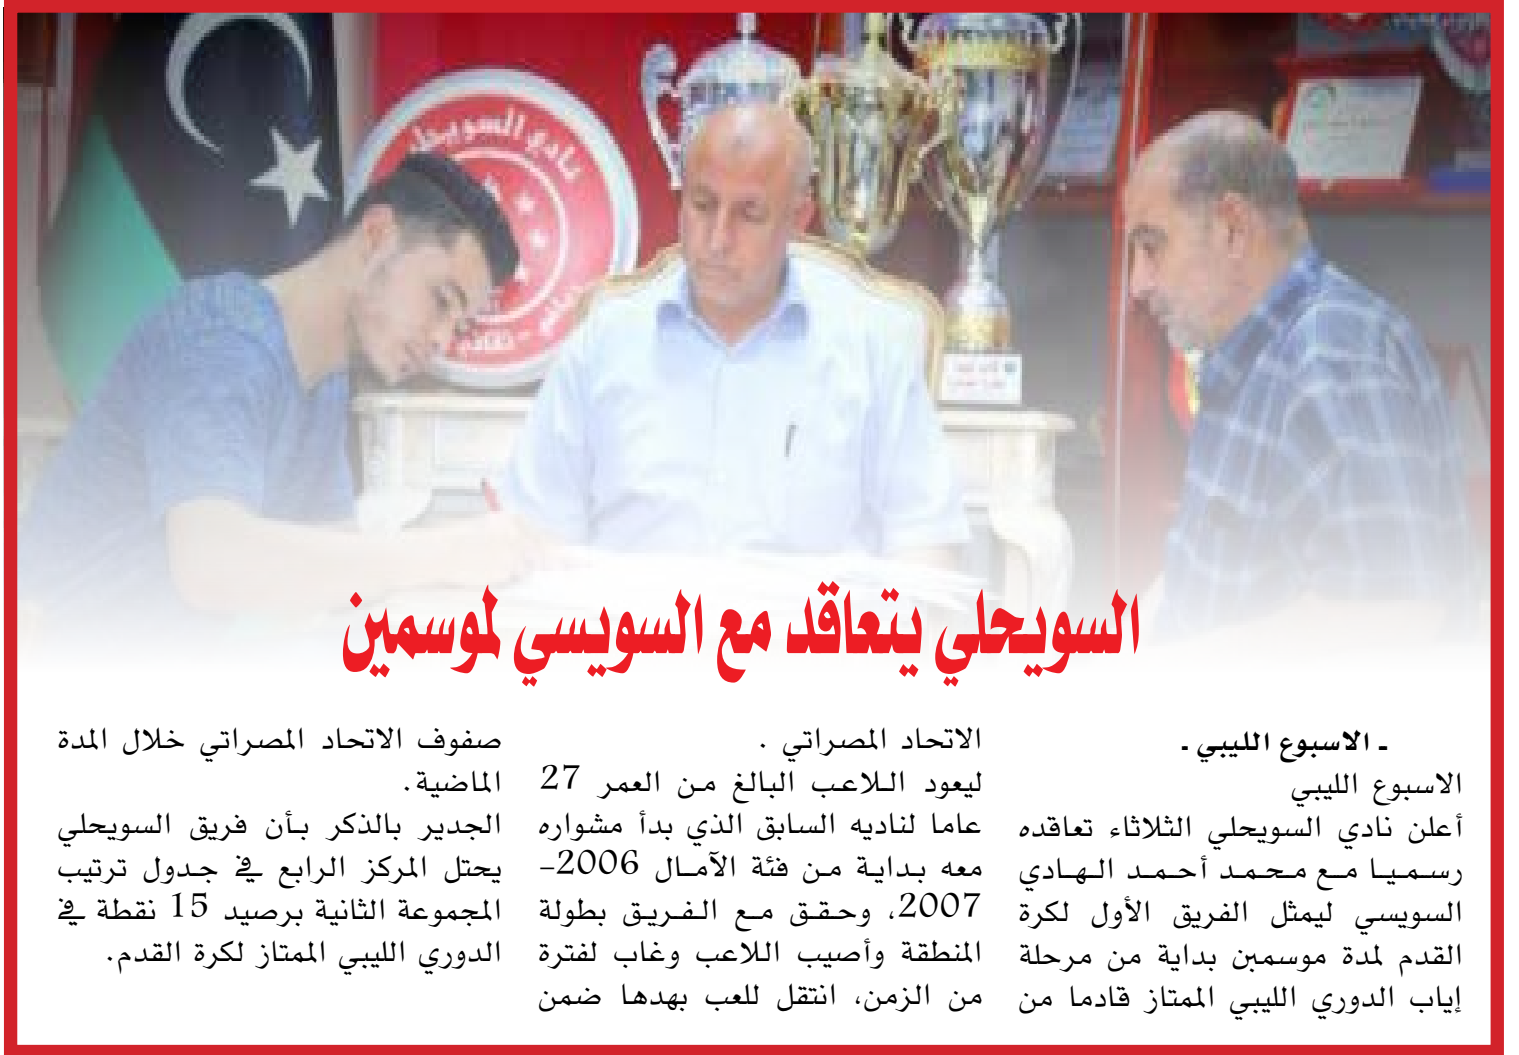 نادي السويحلي
السويحلي يتعاقد مع السويسي لموسمين
ـ الاسبوع الليبي ـ
الاسبوع الليبي
أعلن نادي السويحلي الثلاثاء تعاقده
رسميا مع محمد أحمد الهادي
السويسي ليمثل الفريق الأول لكرة
القدم لمدة موسمين بداية من مرحلة
إياب الدوري الليبي الممتاز قادما من
الاتحاد المصراتي .
ليعود اللاعب البالغ من العمر 27
عاما لناديه السابق الذي بدأ مشواره
معه بداية من فئة الآمال 2006-
2007، وحقق مع الفريق بطولة
المنطقة وأصيب اللاعب وغاب لفترة
من الزمن، انتقل للعب بهدها ضمن
صفوف الاتحاد المصراتي خلال المدة
الماضية.
الجدير بالذكر بأن فريق السويحلي
يحتل المركز الرابع في جدول ترتيب
المجموعة الثانية برصيد 15 نقطة في
الدوري الليبي الممتاز لكرة القدم.